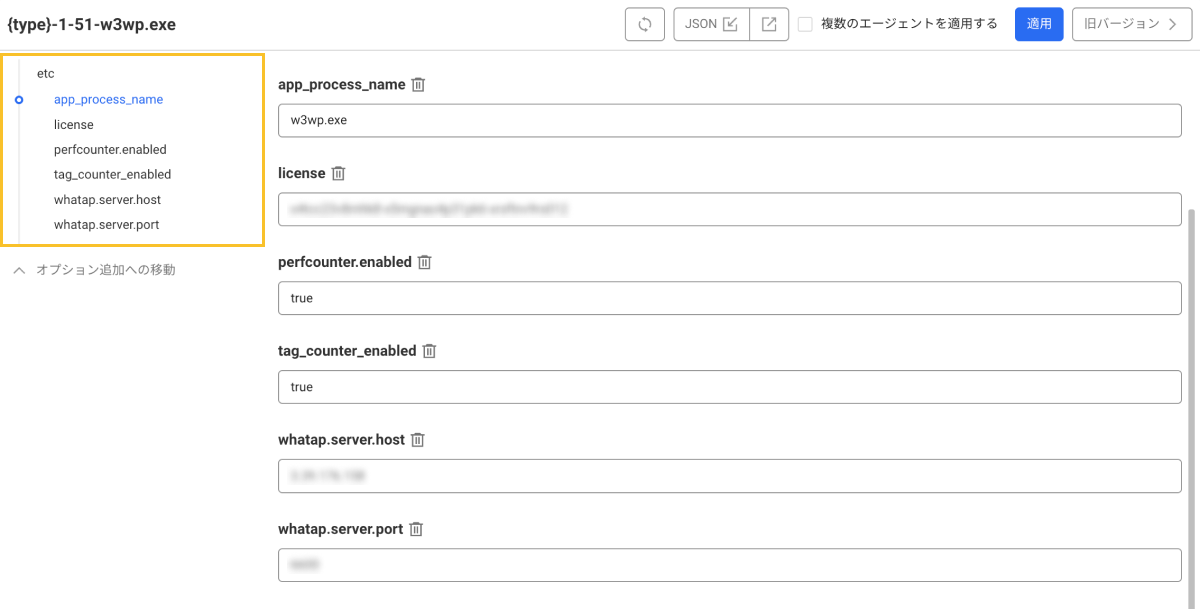 {type}-1-51-w3wp.exe
JSON
複数のエージェントを適用する
適用
旧バージョン
etc
app_process_name
license
perfcounter.enabled
tag_counter_enabled
whatap.server.host
whatap.server.port
オプション追加への移動
app_process_name
w3wp.exe
license
perfcounter.enabled
true
tag_counter_enabled
true
whatap.server.host
whatap.server.port